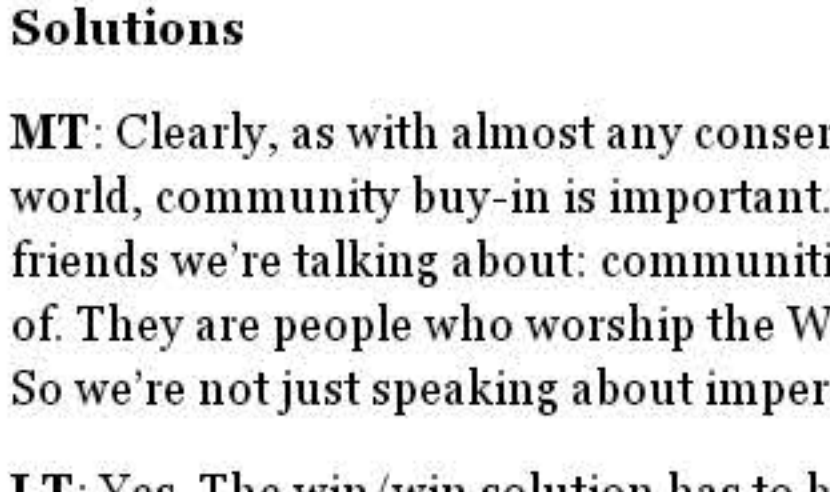 Solutions
MT: Clearly, as with almost any conser
world, community buy-in is important.
friends we’re talking about: communiti
of. They are people who worship the W
So we’re not just speaking about imper
LT: Yes. The win/win solution has to b